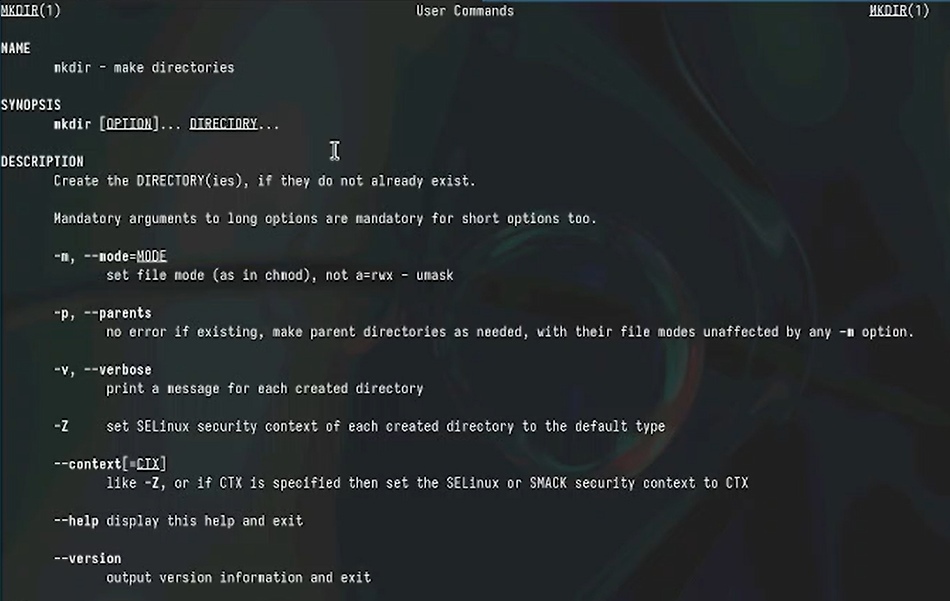 MKDIR(1) User Commands MKDIR(1)
NAME
mkdir - make directories
SYNOPSIS
mkdir [OPTION]... DIRECTORY...
DESCRIPTION
Create the DIRECTORY(ies), if they do not already exist.
Mandatory arguments to long options are mandatory for short options too.
-m, --mode=MODE
set file mode (as in chmod), not a=rwx - umask
-p, --parents
no error if existing, make parent directories as needed, with their file modes unaffected by any -m option.
-v, --verbose
print a message for each created directory
-Z set SELinux security context of each created directory to the default type
--context[=CTX]
like -Z, or if CTX is specified then set the SELinux or SMACK security context to CTX
--help display this help and exit
--version
output version information and exit